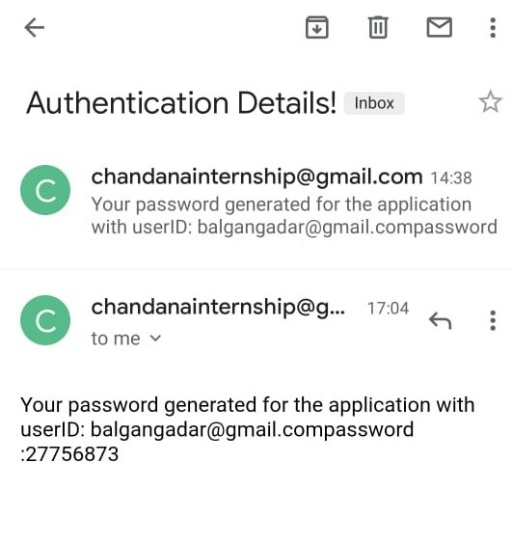 Authentication Details! Inbox
C
chandanainternship@gmail.com 14:38
Your password generated for the application
with userID: balgangadar@gmail.compassword
C
chandanainternship@g... 17:04
to me
Your password generated for the application with
userID: balgangadar@gmail.compassword
:27756873